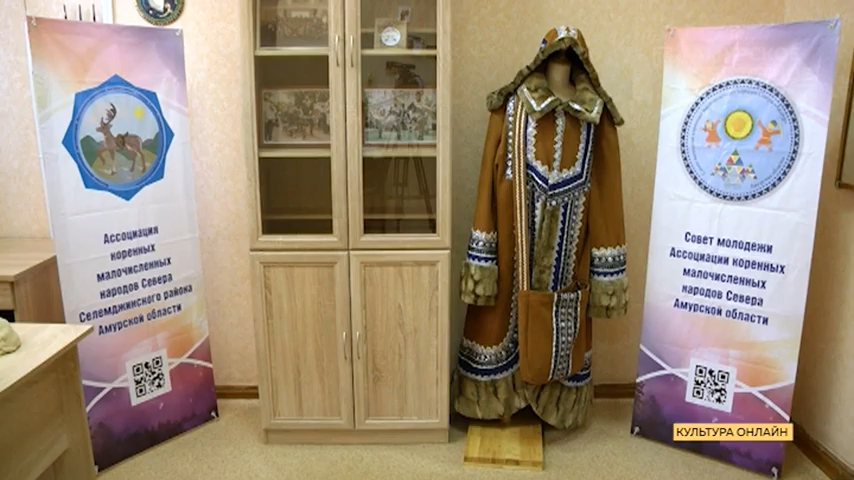 Ассоциация
коренных
малочисленных
народов Севера
Селемджинского района
Амурской области
Совет молодежи
Ассоциации коренных
малочисленных
народов Севера
Амурской области
КУЛЬТУРА ОНЛАЙН